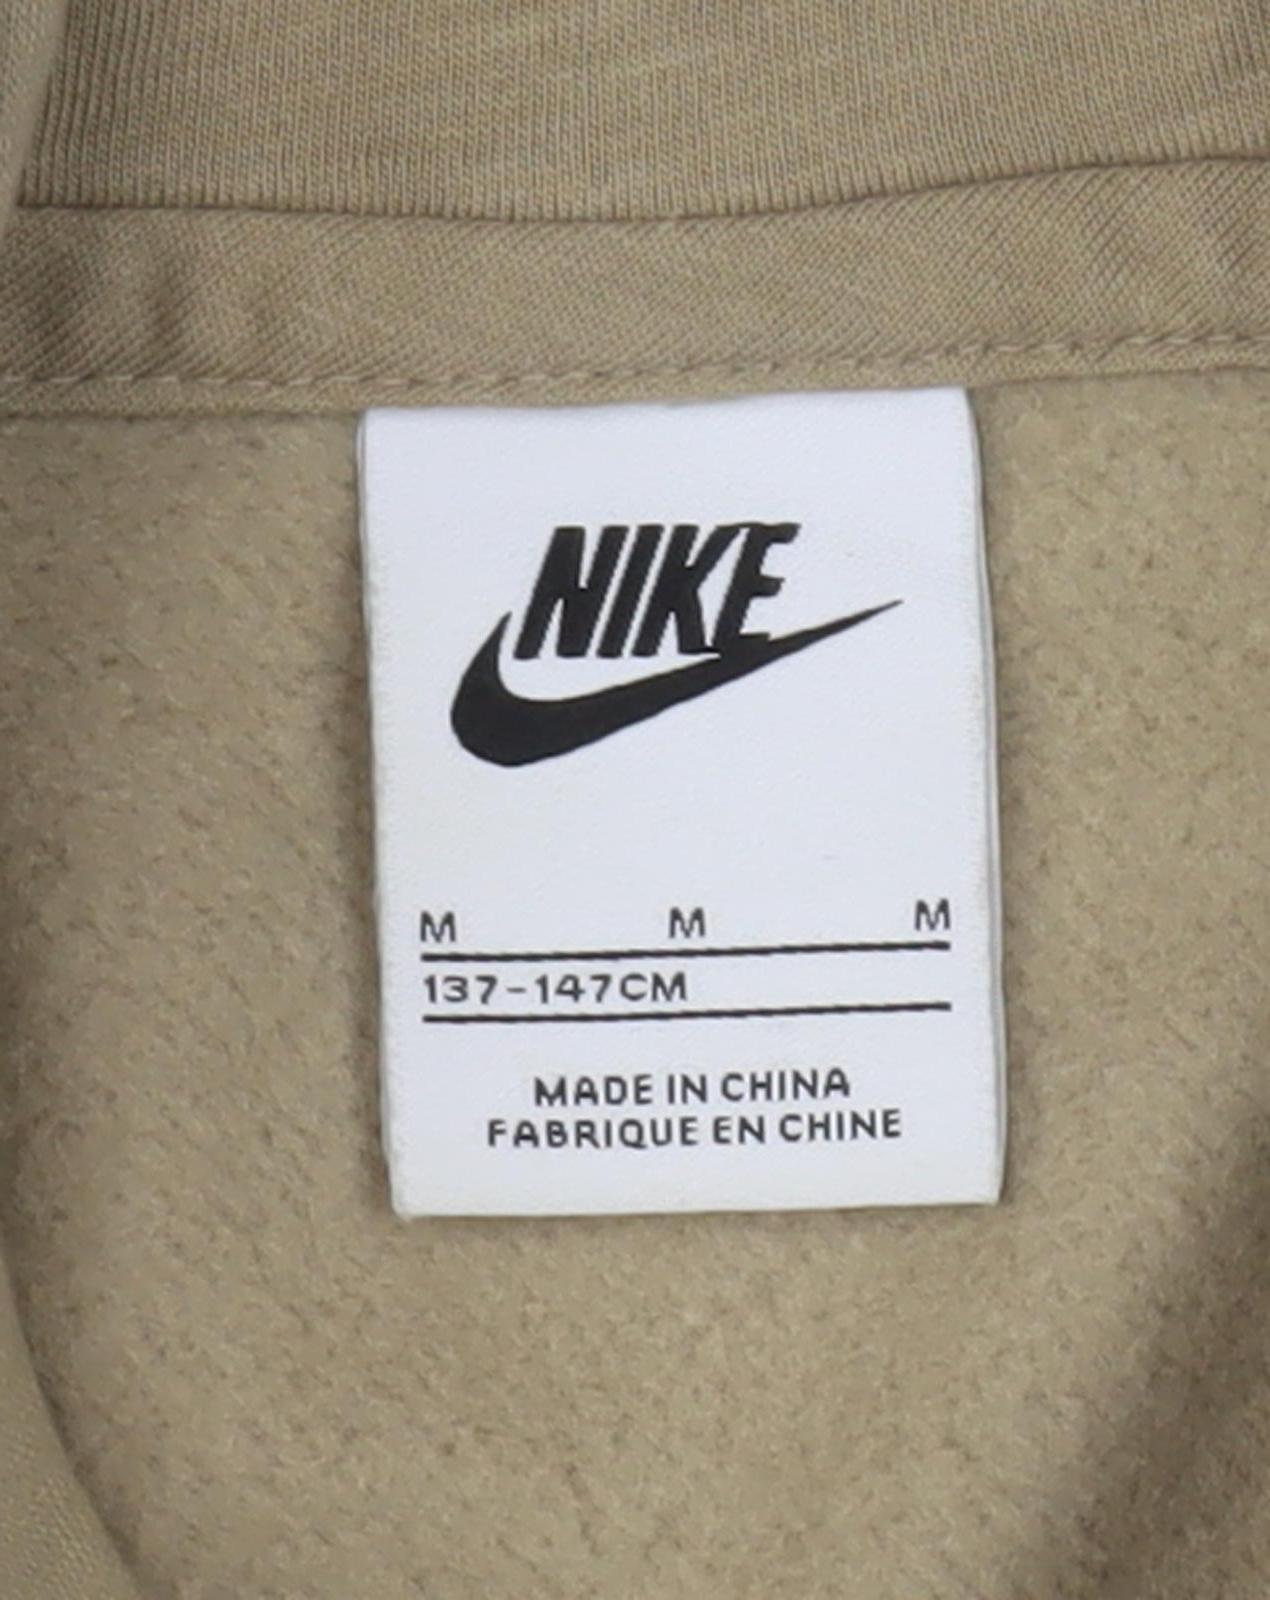 NIKE
M M M
137-147CM
MADE IN CHINA
FABRIQUE EN CHINE